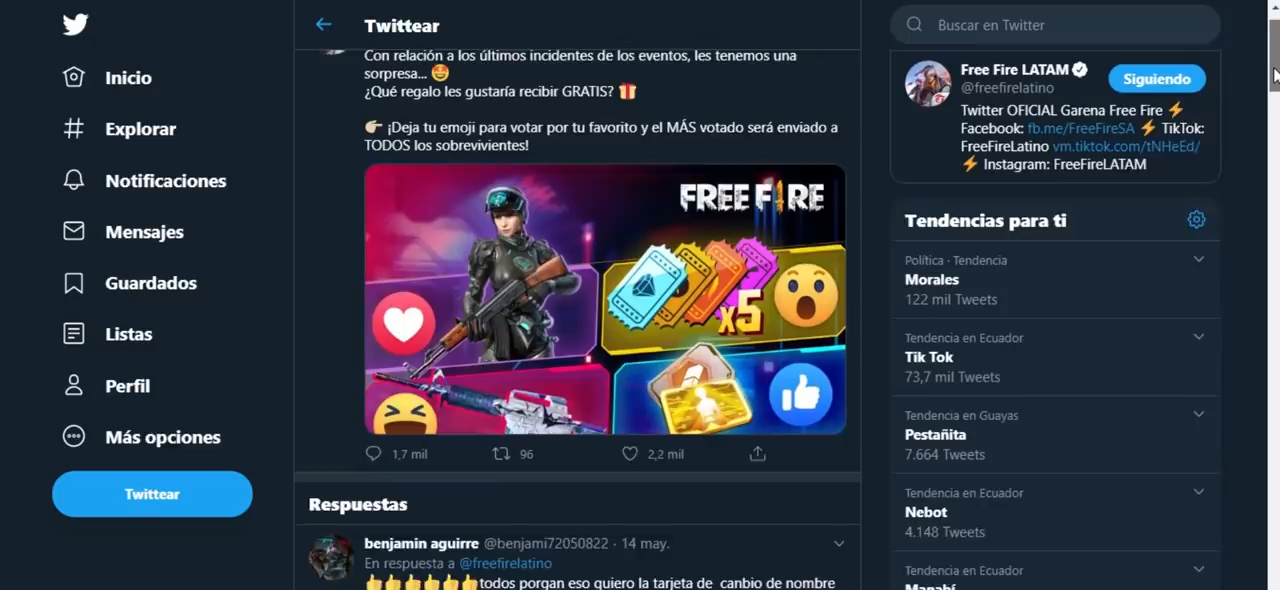 Inicio
Explorar
Notificaciones
Mensajes
Guardados
Listas
Perfil
Más opciones
Twittear
Twittear
Con relación a los últimos incidentes de los eventos, les tenemos una
sorpresa... 🤩
¿Qué regalo les gustaría recibir GRATIS? 🎁
👉🏼 ¡Deja tu emoji para votar por tu favorito y el MÁS votado será enviado a
TODOS los sobrevivientes!
FREE FIRE
x5
1,7 mil
96
2,2 mil
Respuestas
benjamin aguirre @benjami72050822 · 14 may.
En respuesta a @freefirelatino
👍👍👍👍👍👍todos porgan eso quiero la tarjeta de canbio de nombre
Buscar en Twitter
Free Fire LATAM
@freefirelatino
Siguiendo
Twitter OFICIAL Garena Free Fire ⚡
Facebook: fb.me/FreeFireSA ⚡ TikTok:
FreeFireLatino vm.tiktok.com/tNHeEd/
⚡ Instagram: FreeFireLATAM
Tendencias para ti
Política · Tendencia
Morales
122 mil Tweets
Tendencia en Ecuador
Tik Tok
73,7 mil Tweets
Tendencia en Guayas
Pestañita
7.664 Tweets
Tendencia en Ecuador
Nebot
4.148 Tweets
Tendencia en Ecuador
Manabí